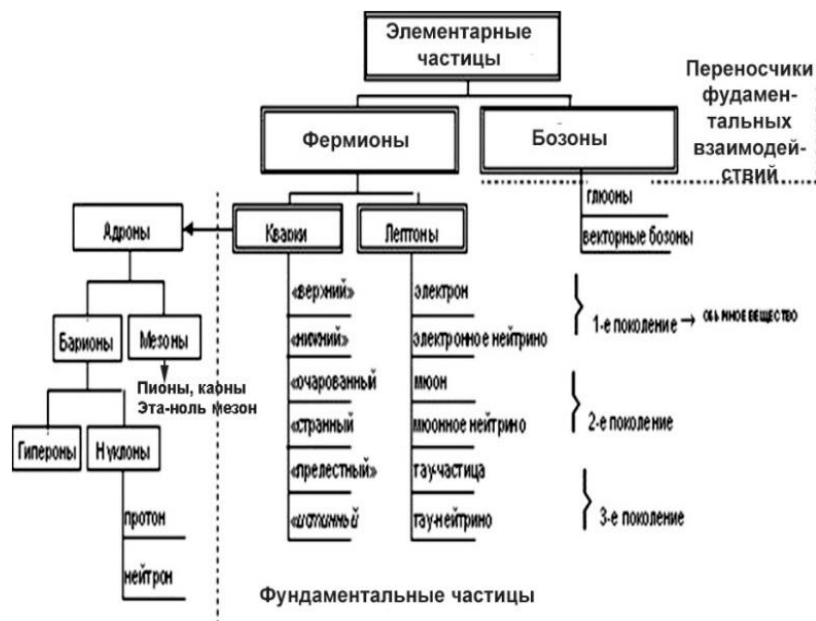 Элементарные
частицы
Переносчики
фудамен-
тальных
взаимодей-
ствий
Фермионы
Бозоны
глюоны
векторные бозоны
Адроны
Кварки
Лептоны
«верхний»
электрон
1-е поколение → ОБЫЧНОЕ ВЕЩЕСТВО
«нижний»
электронное нейтрино
Барионы
Мезоны
Пионы, каоны
Эта-ноль мезон
«очарованный
мюон
2-е поколение
«странный
мюонное нейтрино
Гипероны
Нуклоны
«прелестный»
тау-частица
3-е поколение
«истинный
тау-нейтрино
протон
нейтрон
Фундаментальные частицы